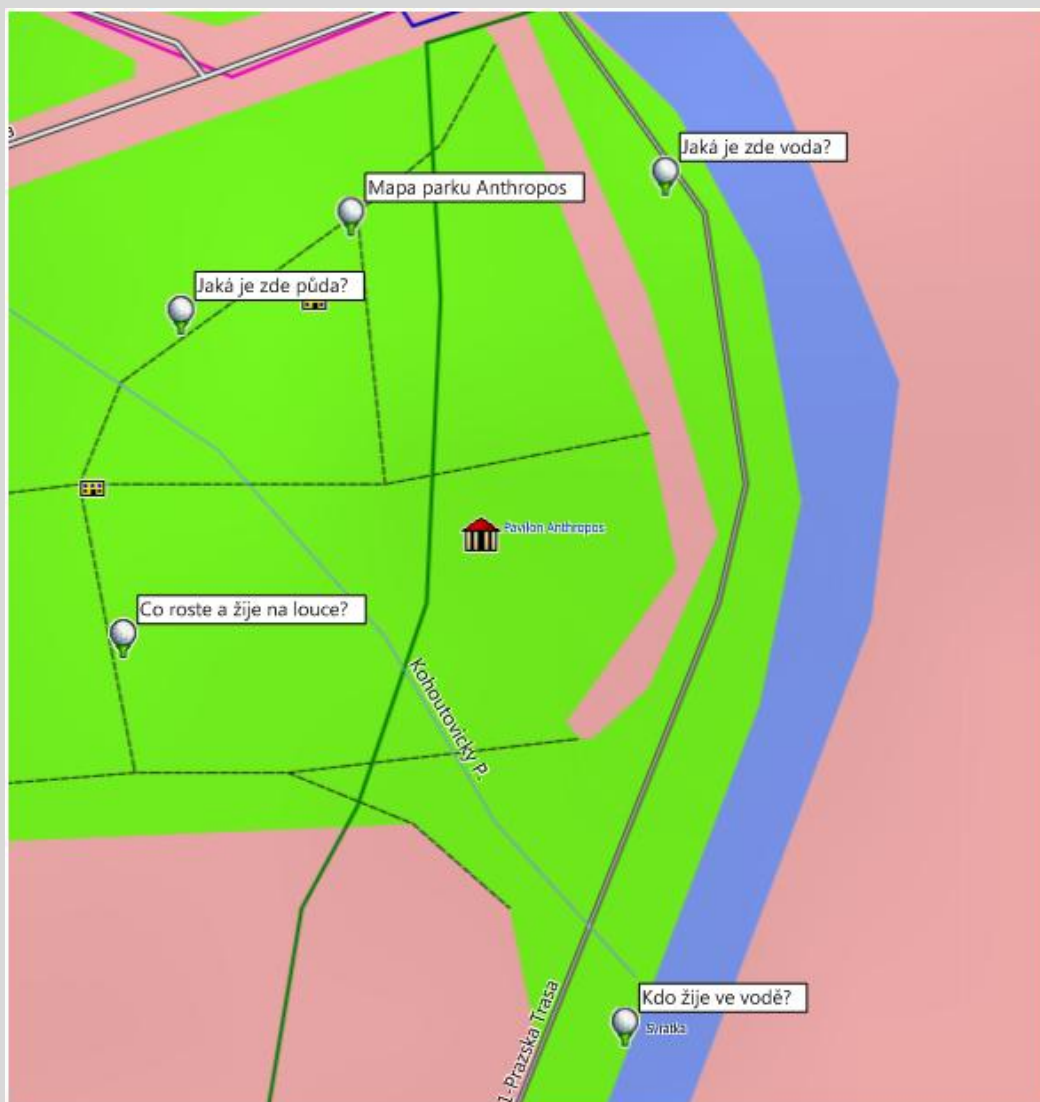 Jaká je zde voda?
Mapa parku Anthropos
Jaká je zde půda?
Pavilon Anthropos
Co roste a žije na louce?
Kohoutovicky P.
Kdo žije ve vodě?
Svratka
1-Prazska Trasa